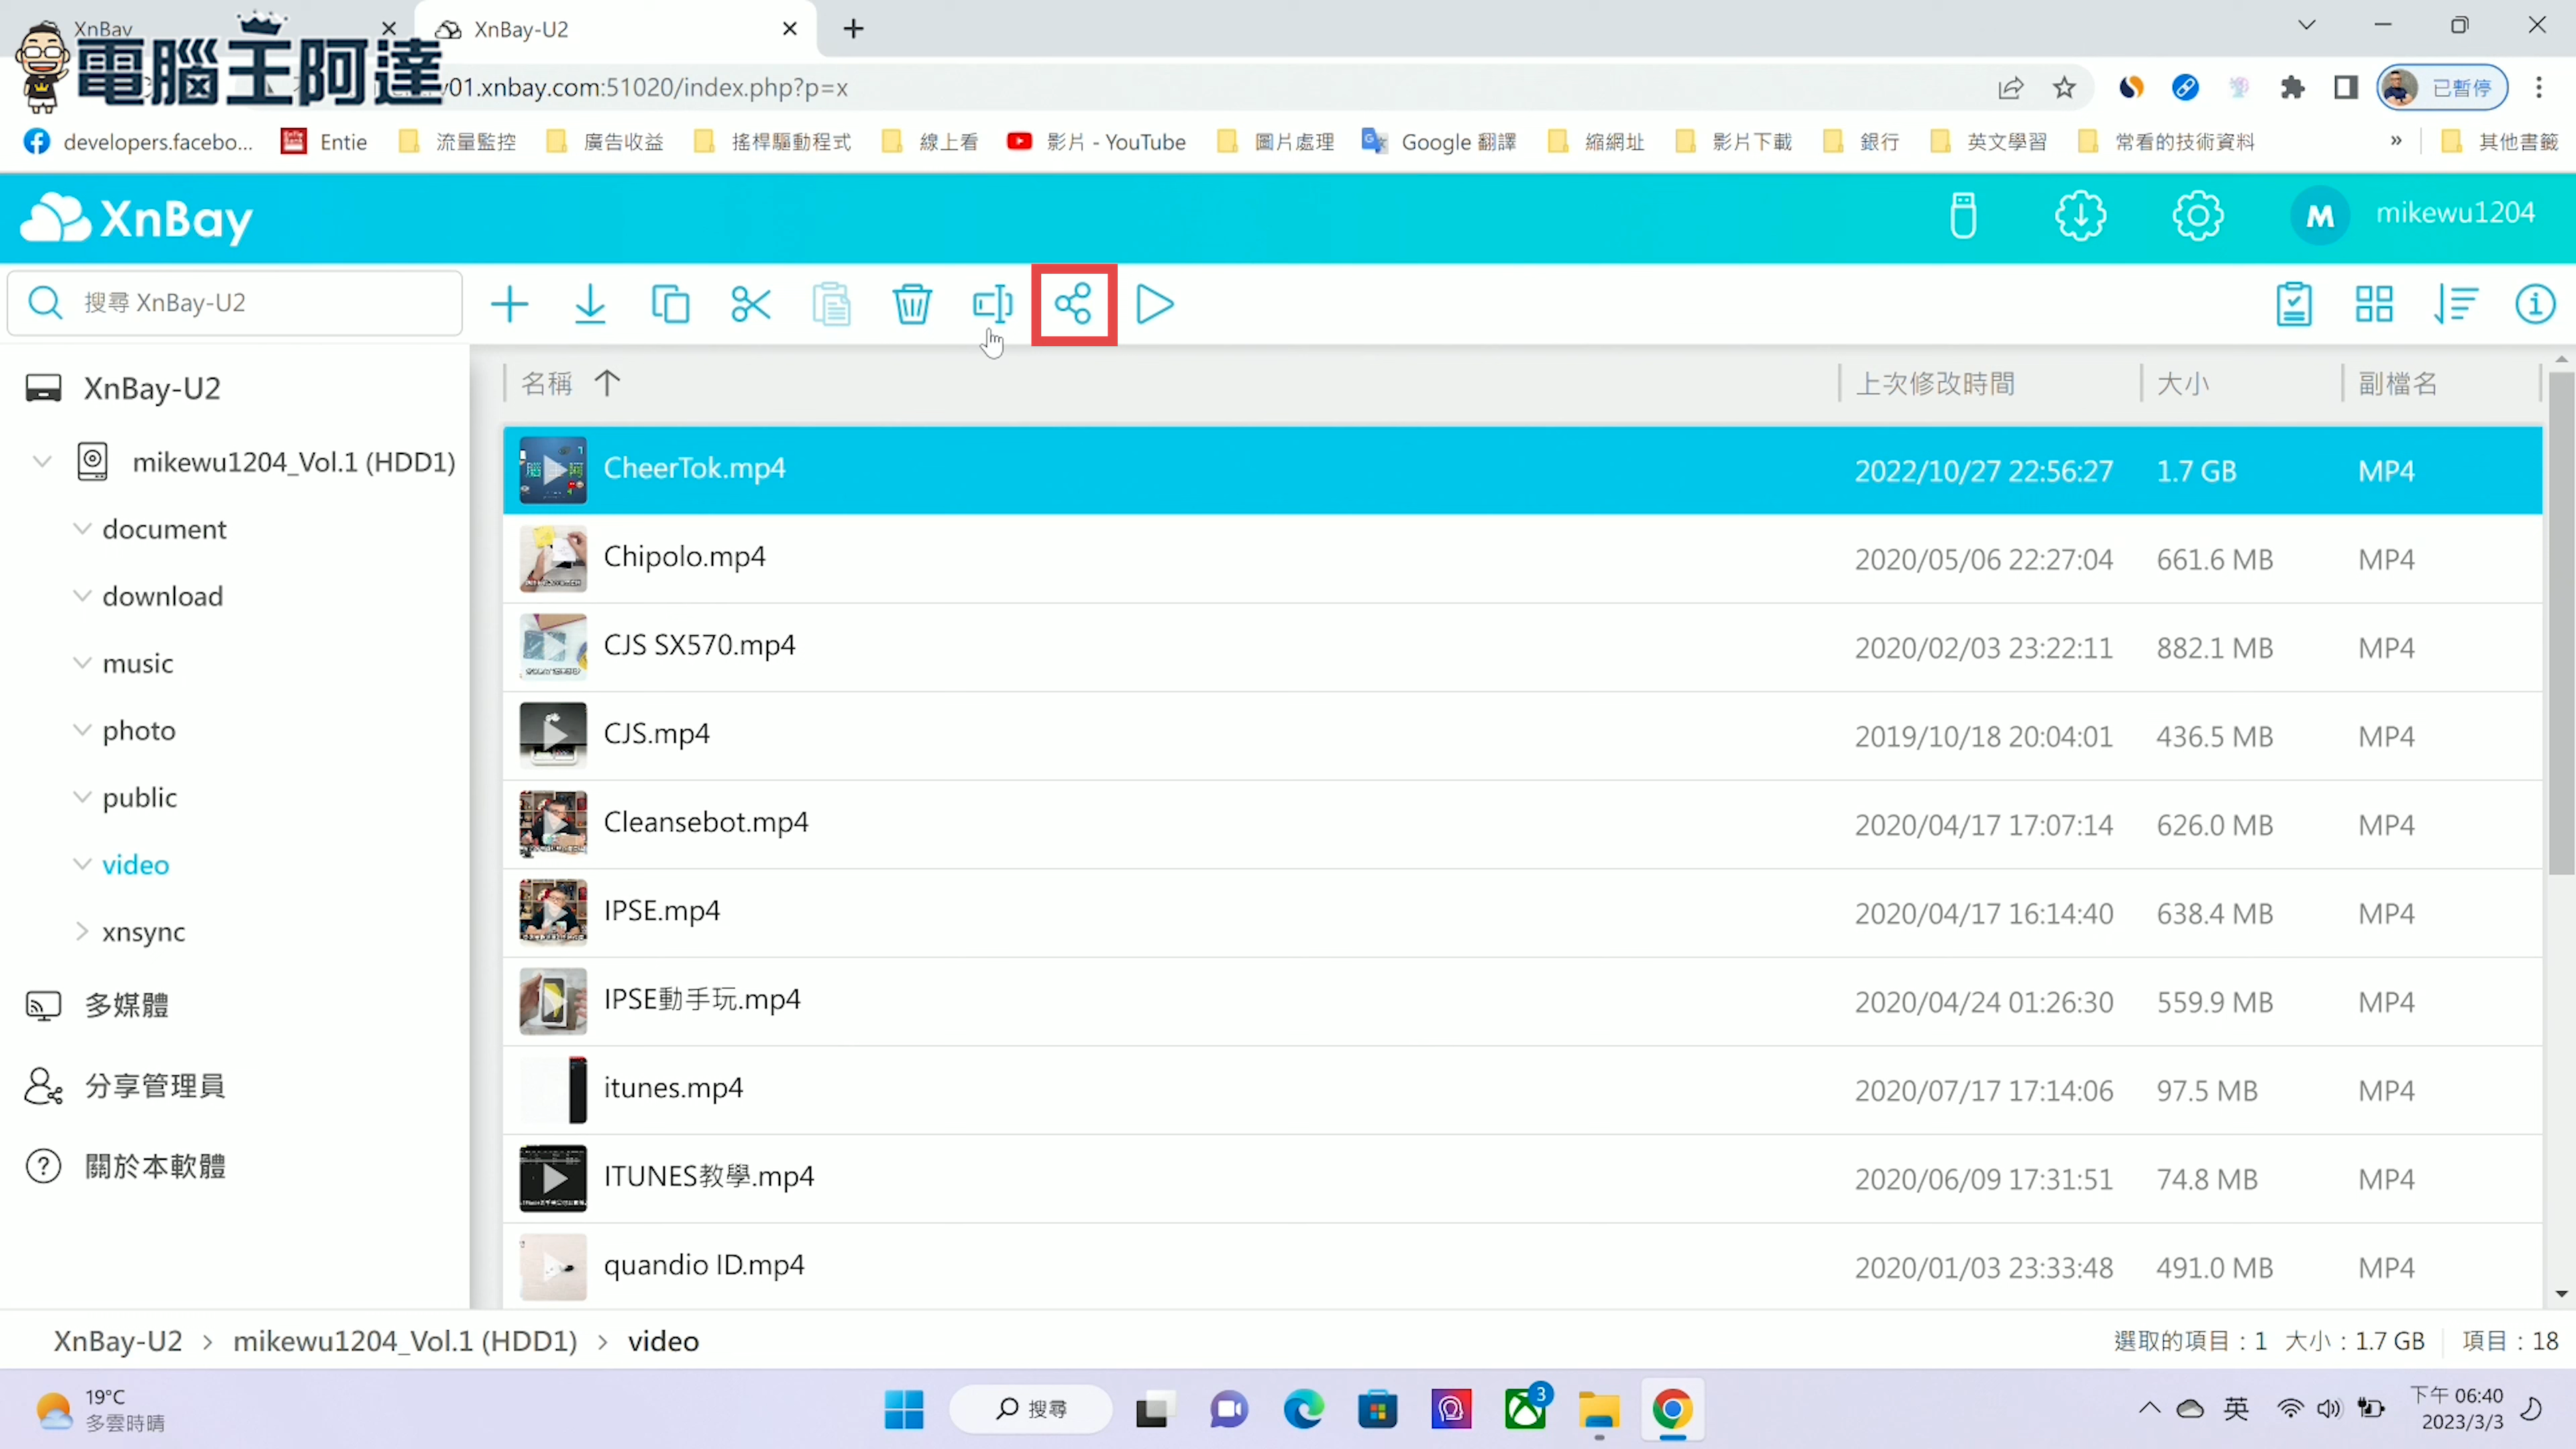 XnBay
XnBay-U2
電腦王阿達
v01.xnbay.com:51020/index.php?p=x
已暫停
developers.facebo...
Entie
流量監控
廣告收益
搖桿驅動程式
線上看
影片 - YouTube
圖片處理
Google 翻譯
縮網址
影片下載
銀行
英文學習
常看的技術資料
»
其他書籤
XnBay
M
mikewu1204
搜尋 XnBay-U2
XnBay-U2
mikewu1204_Vol.1 (HDD1)
document
download
music
photo
public
video
xnsync
多媒體
分享管理員
關於本軟體
名稱 上次修改時間 大小 副檔名
CheerTok.mp4 2022/10/27 22:56:27 1.7 GB MP4
Chipolo.mp4 2020/05/06 22:27:04 661.6 MB MP4
CJS SX570.mp4 2020/02/03 23:22:11 882.1 MB MP4
CJS.mp4 2019/10/18 20:04:01 436.5 MB MP4
Cleansebot.mp4 2020/04/17 17:07:14 626.0 MB MP4
IPSE.mp4 2020/04/17 16:14:40 638.4 MB MP4
IPSE動手玩.mp4 2020/04/24 01:26:30 559.9 MB MP4
itunes.mp4 2020/07/17 17:14:06 97.5 MB MP4
ITUNES教學.mp4 2020/06/09 17:31:51 74.8 MB MP4
quandio ID.mp4 2020/01/03 23:33:48 491.0 MB MP4
XnBay-U2 > mikewu1204_Vol.1 (HDD1) > video
選取的項目：1 大小：1.7 GB 項目：18
19°C
多雲時晴
搜尋
3
英
下午 06:40
2023/3/3